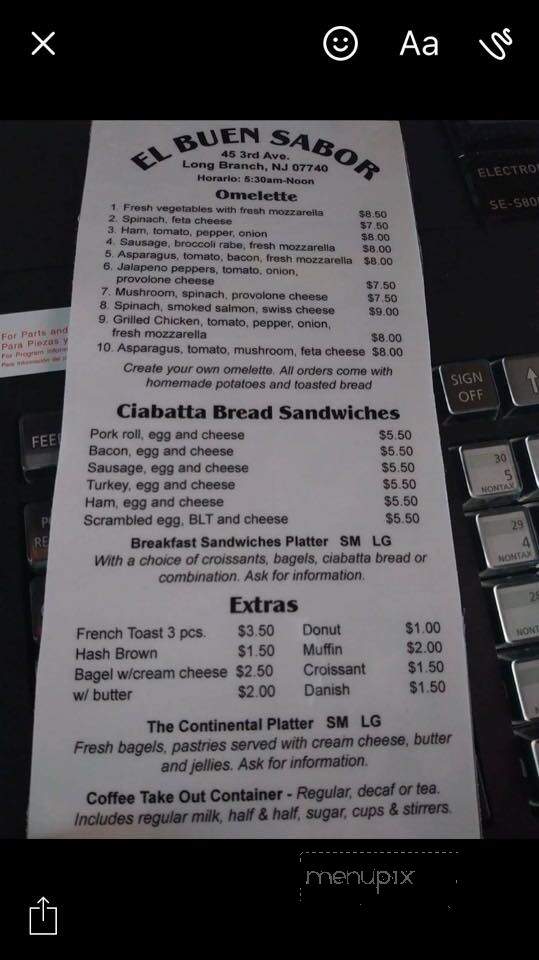 Aa
EL BUEN SABOR
45 3rd Ave.
Long Branch, NJ 07740
Horario: 5:30am-Noon
Omelette
1. Fresh vegetables with fresh mozzarella $8.50
2. Spinach, feta cheese $7.50
3. Ham, tomato, pepper, onion $8.00
4. Sausage, broccoli rabe, fresh mozzarella $8.00
5. Asparagus, tomato, bacon, fresh mozzarella $8.00
6. Jalapeno peppers, tomato, onion,
provolone cheese $7.50
7. Mushroom, spinach, provolone cheese $7.50
8. Spinach, smoked salmon, swiss cheese $9.00
9. Grilled Chicken, tomato, pepper, onion,
fresh mozzarella $8.00
10. Asparagus, tomato, mushroom, feta cheese $8.00
Create your own omelette. All orders come with
homemade potatoes and toasted bread
Ciabatta Bread Sandwiches
Pork roll, egg and cheese $5.50
Bacon, egg and cheese $5.50
Sausage, egg and cheese $5.50
Turkey, egg and cheese $5.50
Ham, egg and cheese $5.50
Scrambled egg, BLT and cheese $5.50
Breakfast Sandwiches Platter SM LG
With a choice of croissants, bagels, ciabatta bread or
combination. Ask for information.
Extras
French Toast 3 pcs. $3.50 Donut $1.00
Hash Brown $1.50 Muffin $2.00
Bagel w/cream cheese $2.50 Croissant $1.50
w/ butter $2.00 Danish $1.50
The Continental Platter SM LG
Fresh bagels, pastries served with cream cheese, butter
and jellies. Ask for information.
Coffee Take Out Container - Regular, decaf or tea.
Includes regular milk, half & half, sugar, cups & stirrers.
For Parts and
Para Piezas y
For Program
FEE
ELECTRO
SE-S80
SIGN
OFF
30
5
NONTAX
29
4
NONTAX
28
NONT
menupix